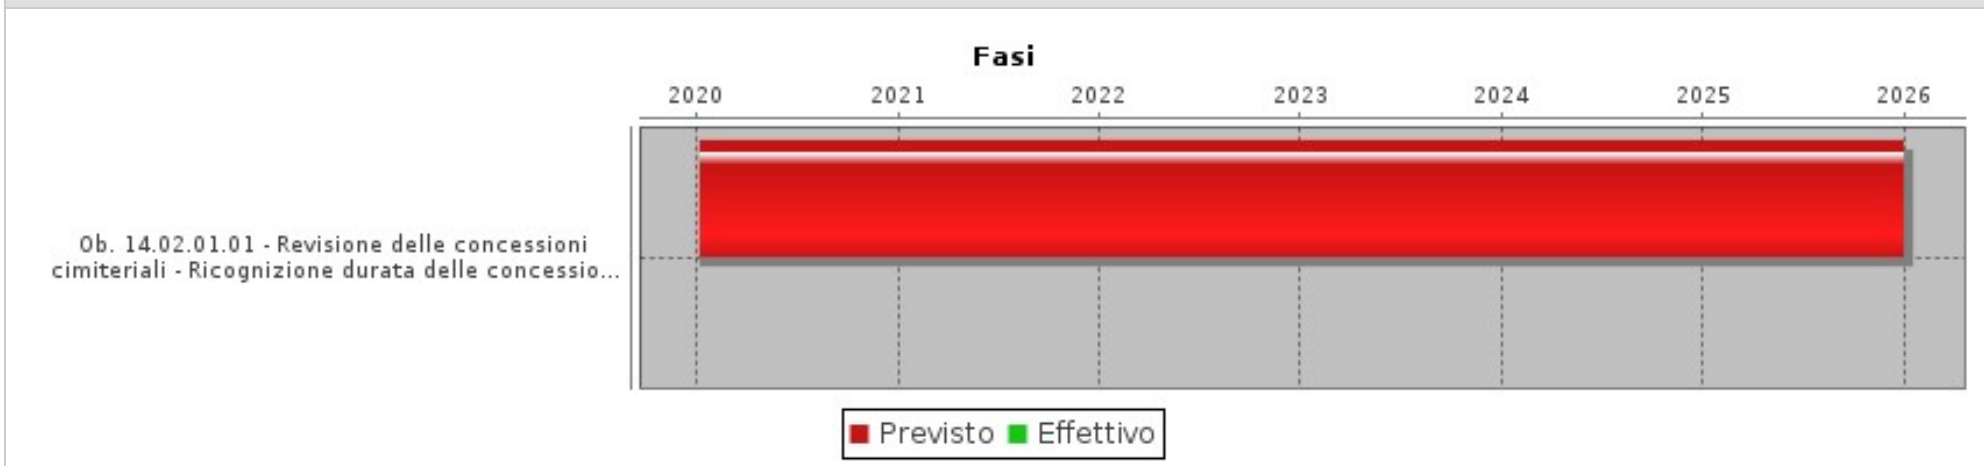 Fasi
2020 2021 2022 2023 2024 2025 2026
Ob. 14.02.01.01 - Revisione delle concessioni
cimiteriali - Ricognizione durata delle concessio...
Previsto Effettivo